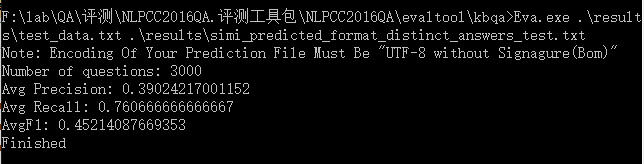 F:\lab\QA\评测\NLPCC2016QA.评测工具包\NLPCC2016QA\evaltool\kbqa>Eva.exe .\result
s\test_data.txt .\results\simi_predicted_format_distinct_answers_test.txt
Note: Encoding Of Your Prediction File Must Be "UTF-8 without Signagure(Bom)"
Number of questions: 3000
Avg Precision: 0.39024217001152
Avg Recall: 0.760666666666667
AvgF1: 0.45214087669353
Finished